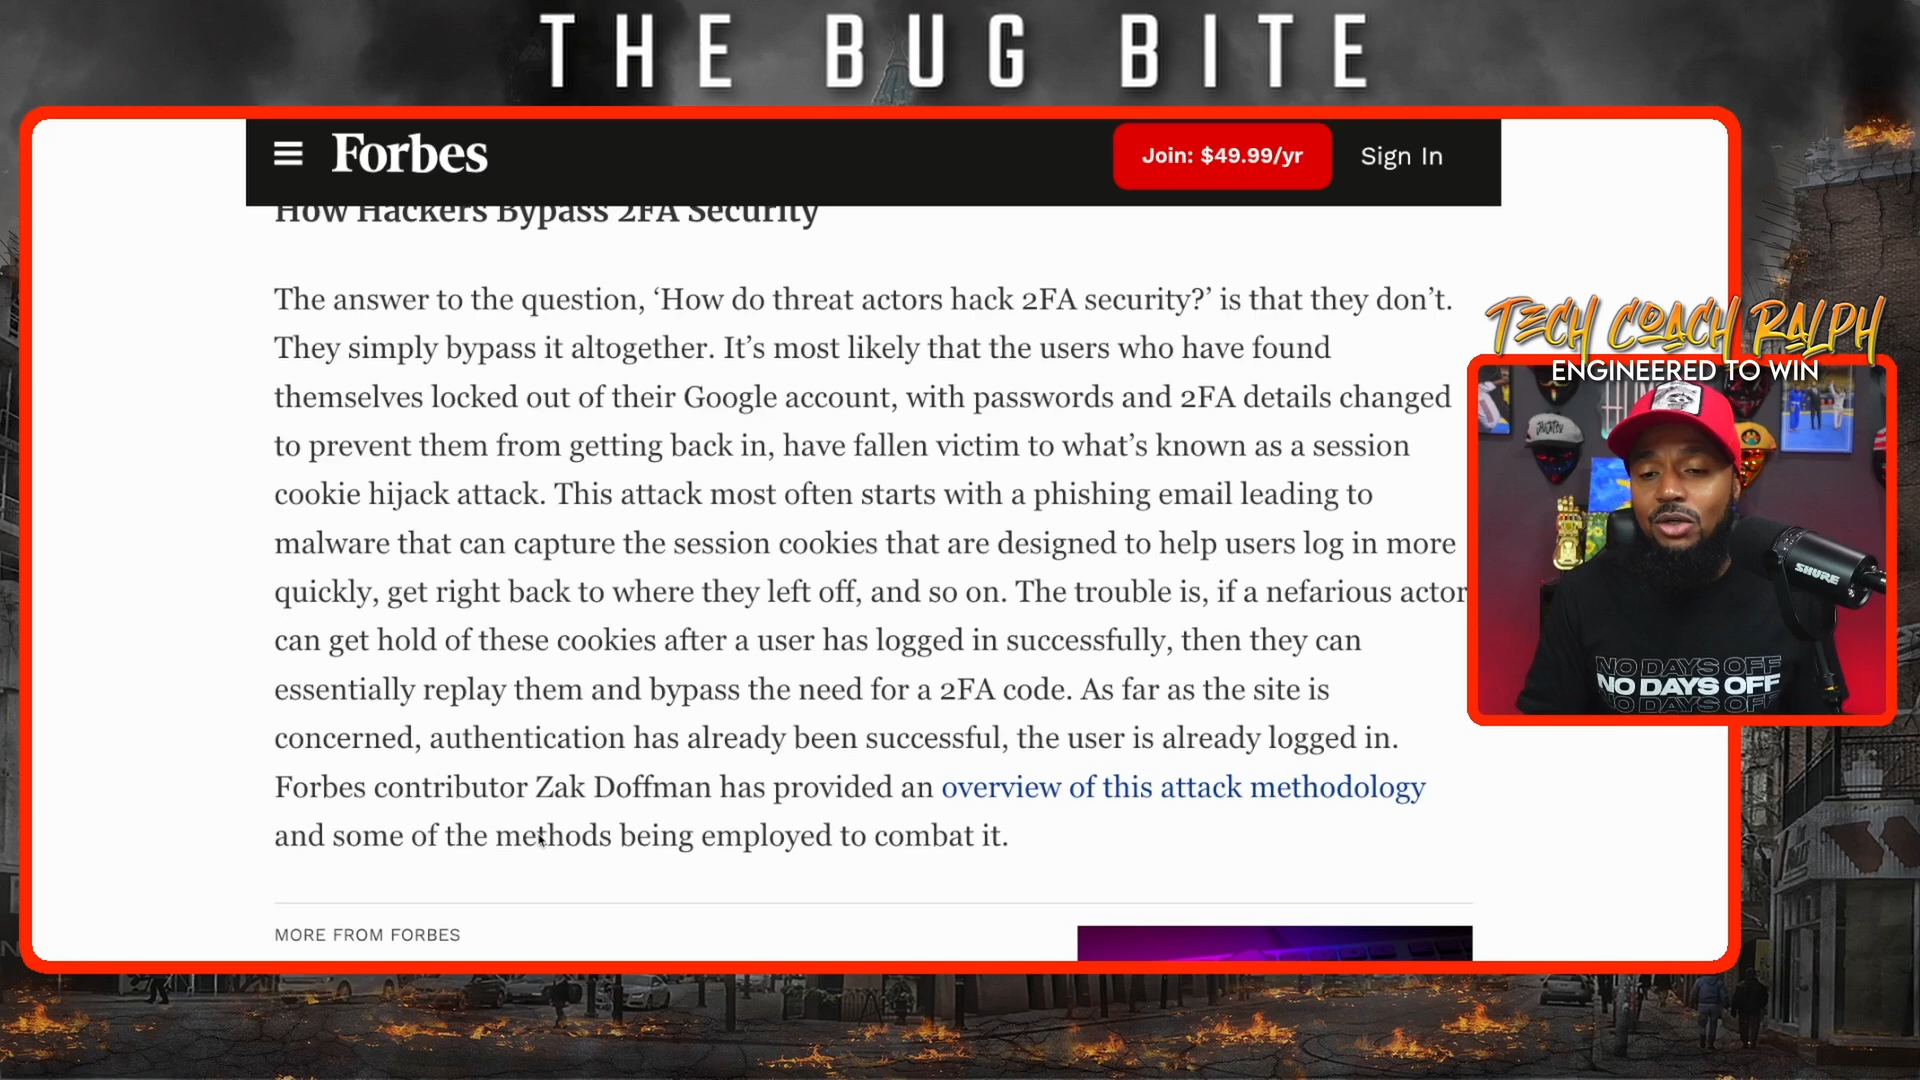 THE BUG BITE
Forbes
Join: $49.99/yr
Sign In
How Hackers Bypass 2FA Security
The answer to the question, ‘How do threat actors hack 2FA security?’ is that they don’t.
They simply bypass it altogether. It’s most likely that the users who have found
themselves locked out of their Google account, with passwords and 2FA details changed
to prevent them from getting back in, have fallen victim to what’s known as a session
cookie hijack attack. This attack most often starts with a phishing email leading to
malware that can capture the session cookies that are designed to help users log in more
quickly, get right back to where they left off, and so on. The trouble is, if a nefarious actor
can get hold of these cookies after a user has logged in successfully, then they can
essentially replay them and bypass the need for a 2FA code. As far as the site is
concerned, authentication has already been successful, the user is already logged in.
Forbes contributor Zak Doffman has provided an overview of this attack methodology
and some of the methods being employed to combat it.
MORE FROM FORBES
TECH COACH RALPH
ENGINEERED TO WIN
SHURE
NO DAYS OFF
NO DAYS OFF
NO DAYS OFF